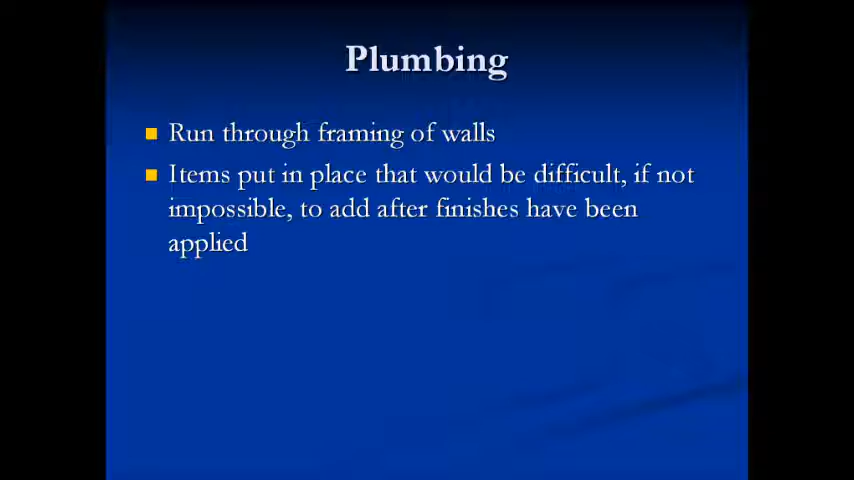 Plumbing
Run through framing of walls
Items put in place that would be difficult, if not
impossible, to add after finishes have been
applied